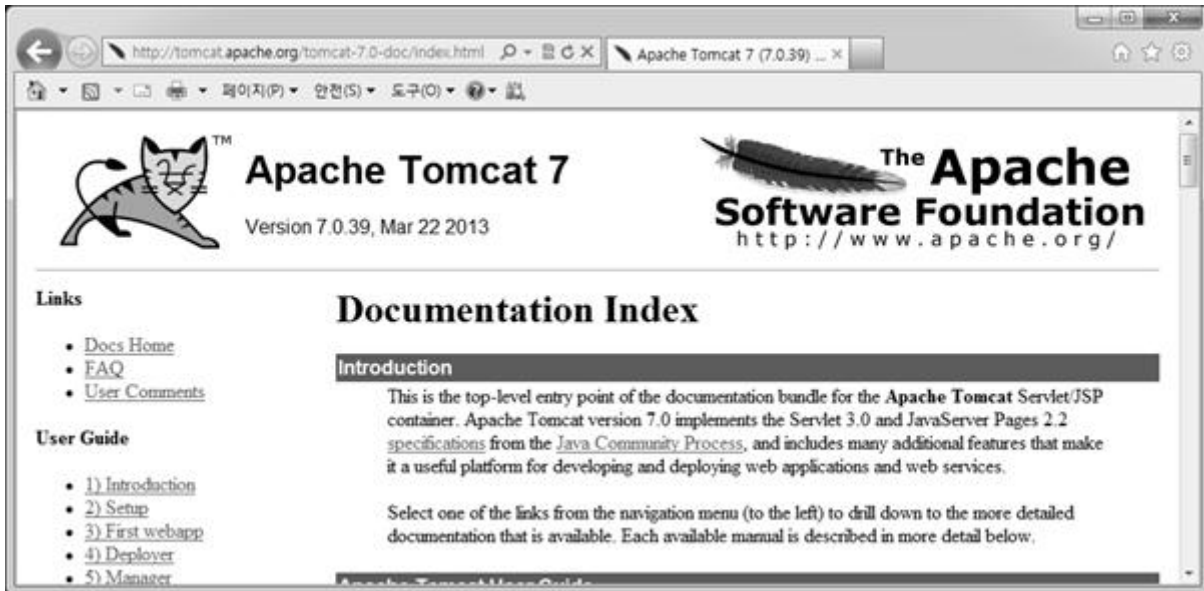 http://tomcat.apache.org/tomcat-7.0-doc/index.html
Apache Tomcat 7 (7.0.39) ...
페이지(P) 안전(S) 도구(O)
TM
Apache Tomcat 7
Version 7.0.39, Mar 22 2013
The Apache
Software Foundation
http://www.apache.org/
Links
Docs Home
FAQ
User Comments
User Guide
1) Introduction
2) Setup
3) First webapp
4) Deployer
5) Manager
Documentation Index
Introduction
This is the top-level entry point of the documentation bundle for the Apache Tomcat Servlet/JSP
container. Apache Tomcat version 7.0 implements the Servlet 3.0 and JavaServer Pages 2.2
specifications from the Java Community Process, and includes many additional features that make
it a useful platform for developing and deploying web applications and web services.
Select one of the links from the navigation menu (to the left) to drill down to the more detailed
documentation that is available. Each available manual is described in more detail below.
Apache Tomcat User Guide